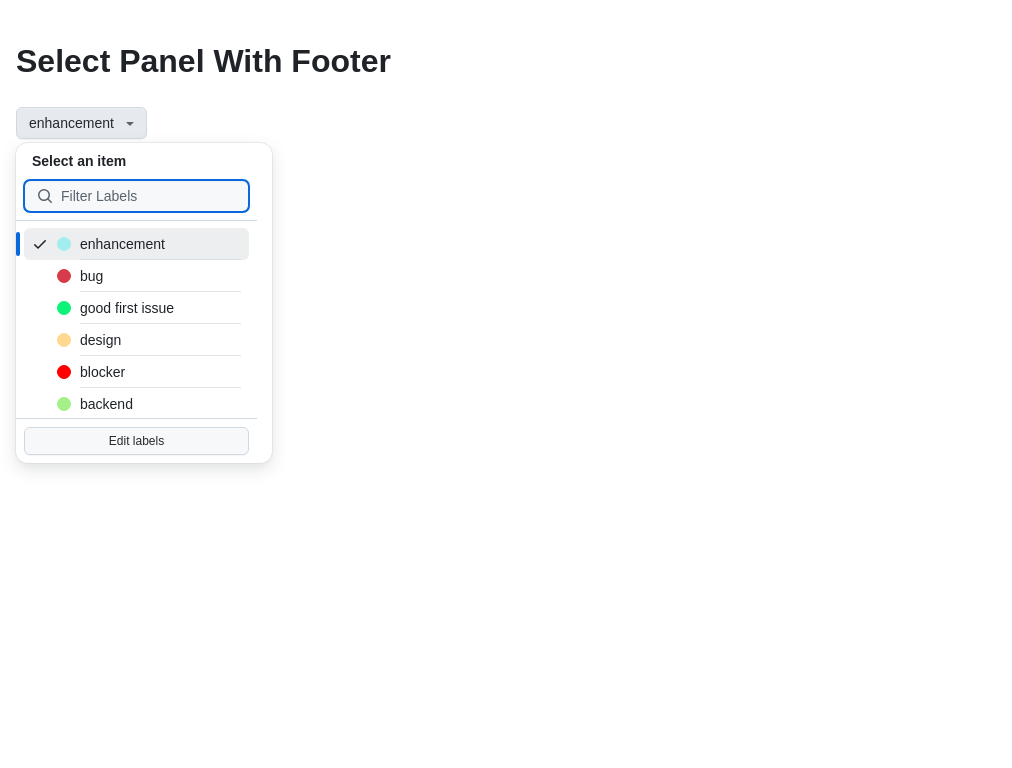 Select Panel With Footer
enhancement
Select an item
Filter Labels
enhancement
bug
good first issue
design
blocker
backend
Edit labels